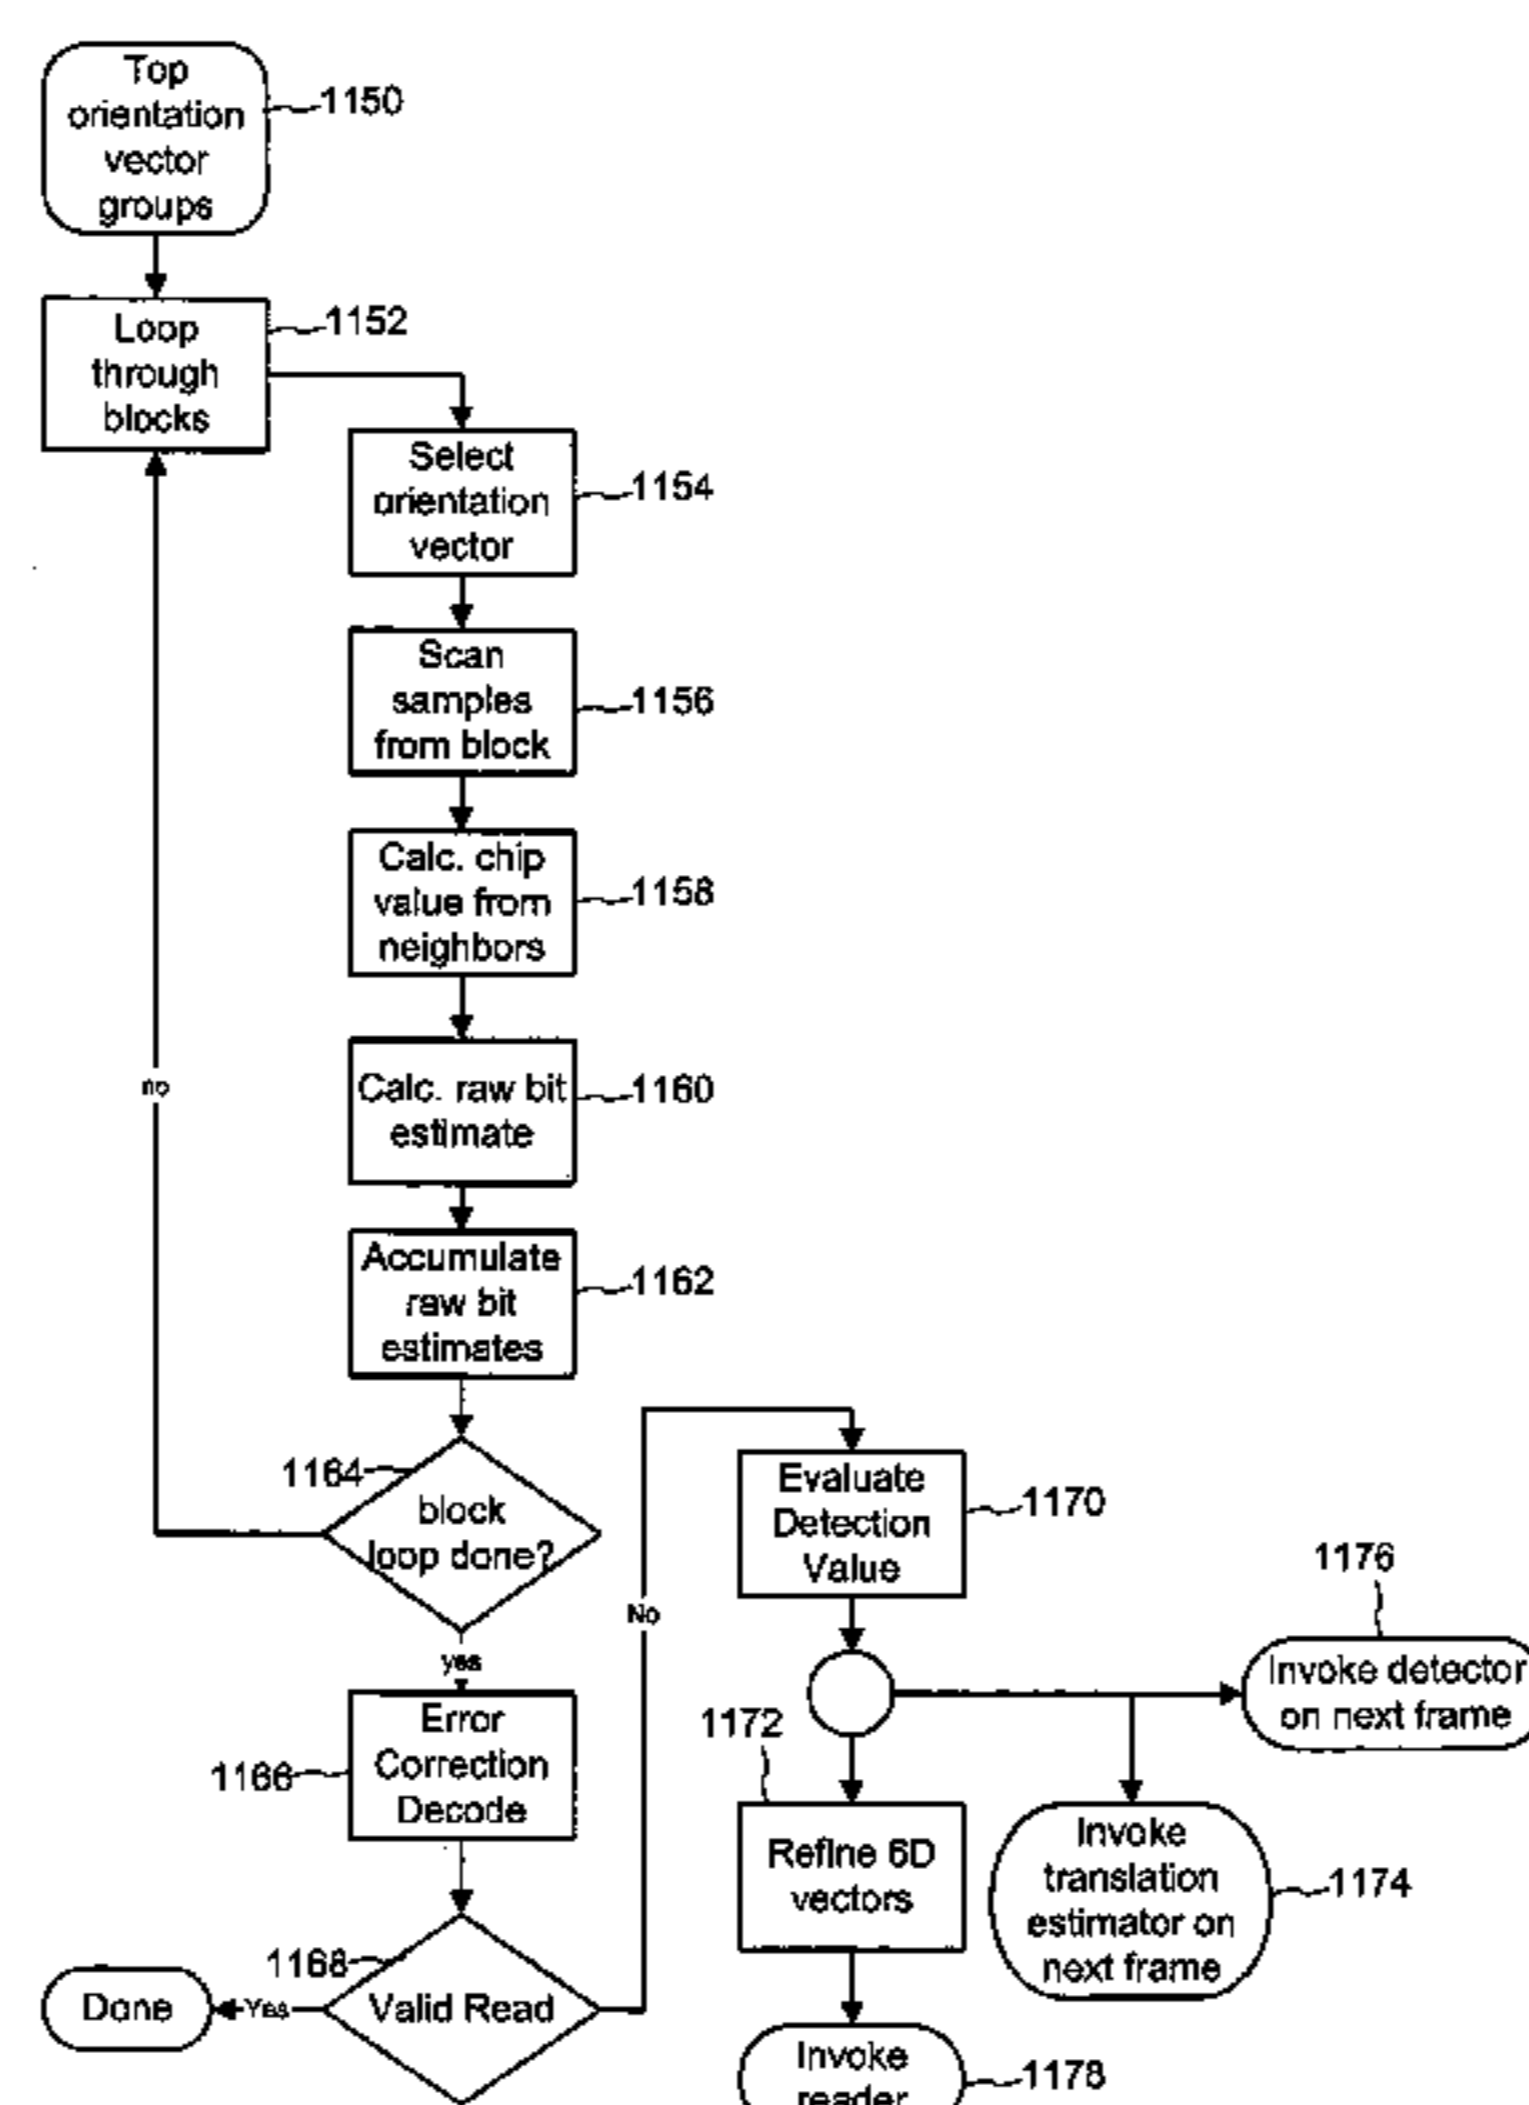 Top
orientation
vector
groups
1150
Loop
through
blocks
1152
Select
orientation
vector
1154
Scan
samples
from block
1156
Calc. chip
value from
neighbors
1158
no
Calc. raw bit
estimate
1160
Accumulate
raw bit
estimates
1162
1164
block
loop done?
yes
Error
Correction
Decode
1166
1168
Valid Read
Yes
Done
No
Evaluate
Detection
Value
1170
1176
Invoke detector
on next frame
1172
Refine 6D
vectors
Invoke
translation
estimator on
next frame
1174
Invoke
reader
1178